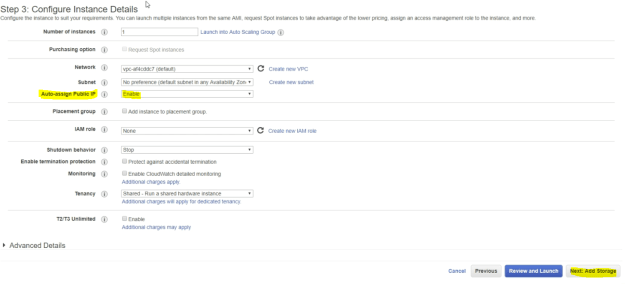 Step 3: Configure Instance Details
Configure the instance to suit your requirements. You can launch multiple instances from the same AMI, request Spot instances to take advantage of the lower pricing, assign an access management role to the instance, and more.
Number of instances 1 Launch into Auto Scaling Group
Purchasing option Request Spot instances
Network (default) Create new VPC
Subnet No preference (default subnet in any Availability Zon Create new subnet
Auto-assign Public IP Enable
Placement group Add instance to placement group.
IAM role None Create new IAM role
Shutdown behavior Stop
Enable termination protection Protect against accidental termination
Monitoring Enable CloudWatch detailed monitoring
Additional charges apply
Tenancy Shared - Run a shared hardware instance
Additional charges will apply for dedicated tenancy.
T2/T3 Unlimited Enable
Additional charges may apply
Advanced Details
Cancel Previous Review and Launch Next: Add Storage